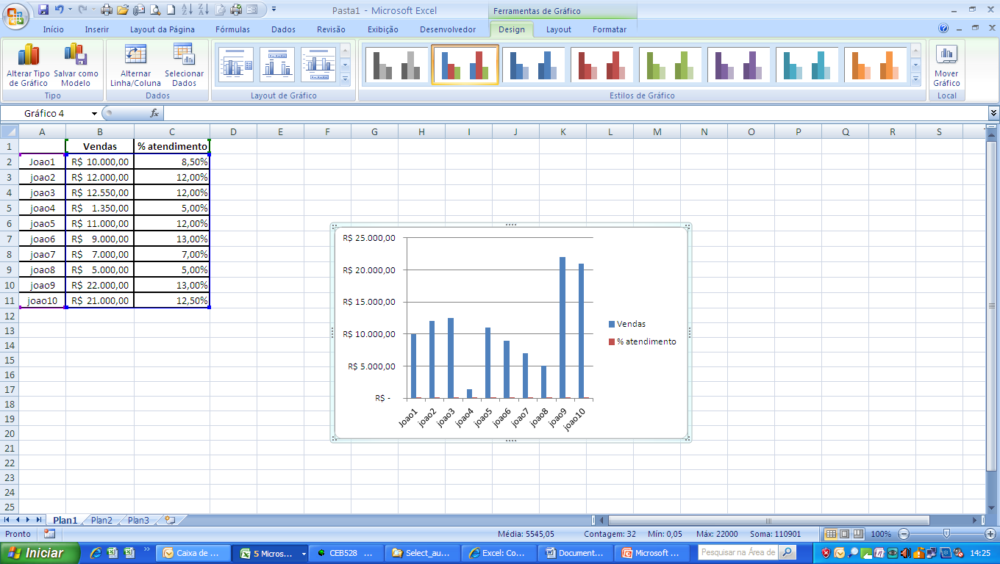 Pasta1 - Microsoft Excel
Ferramentas de Gráfico
Início Inserir Layout da Página Fórmulas Dados Revisão Exibição Desenvolvedor Design Layout Formatar
Alterar Tipo de Gráfico
Salvar como Modelo
Tipo
Alternar Linha/Coluna
Selecionar Dados
Dados
Layout de Gráfico
Estilos de Gráfico
Mover Gráfico
Local
Gráfico 4
fx
A B C D E F G H I J K L M N O P Q R S
1 Vendas % atendimento
2 Joao1 R$ 10.000,00 8,50%
3 joao2 R$ 12.000,00 12,00%
4 joao3 R$ 12.550,00 12,00%
5 joao4 R$ 1.350,00 5,00%
6 joao5 R$ 11.000,00 12,00%
7 joao6 R$ 9.000,00 13,00%
8 joao7 R$ 7.000,00 7,00%
9 joao8 R$ 5.000,00 5,00%
10 joao9 R$ 22.000,00 13,00%
11 joao10 R$ 21.000,00 12,50%
12
13
14
15
16
17
18
19
20
21
22
23
24
25
R$ 25.000,00
R$ 20.000,00
R$ 15.000,00
R$ 10.000,00
R$ 5.000,00
R$ -
Joao1 joao2 joao3 joao4 joao5 joao6 joao7 joao8 joao9 joao10
Vendas
% atendimento
Plan1 Plan2 Plan3
Pronto
Média: 5545,05 Contagem: 32 Mín: 0,05 Máx: 22000 Soma: 110901
100%
Iniciar
Caixa de ...
5 Micros...
CEB528 ...
Select_au...
Excel: Co...
Document...
Microsoft ...
Pesquisar na Área de
14:25